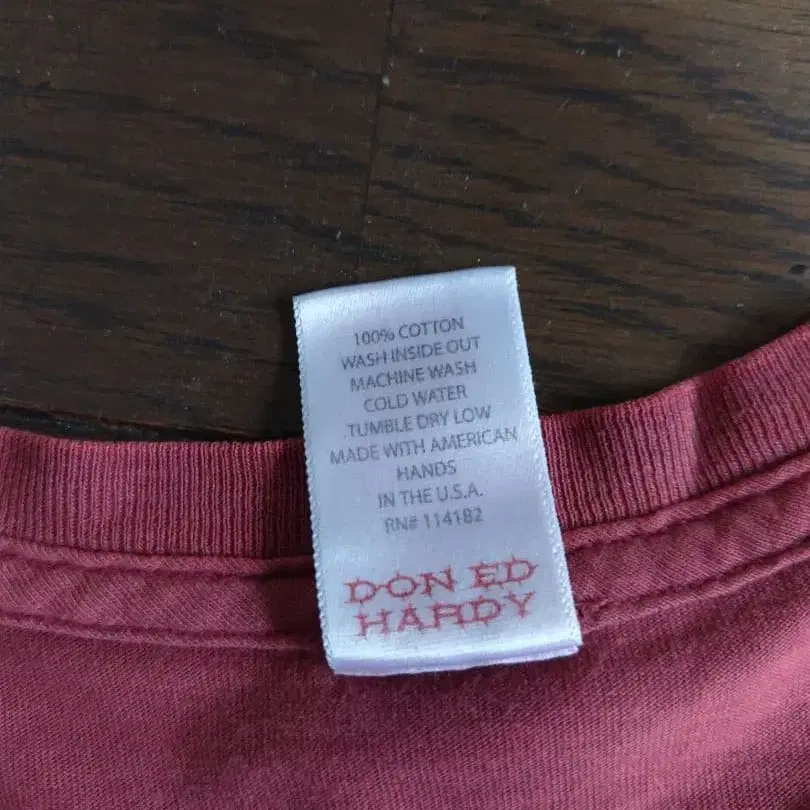 100% COTTON
WASH INSIDE OUT
MACHINE WASH
COLD WATER
TUMBLE DRY LOW
MADE WITH AMERICAN
HANDS
IN THE U.S.A.
RN# 114182
DON ED
HARDY